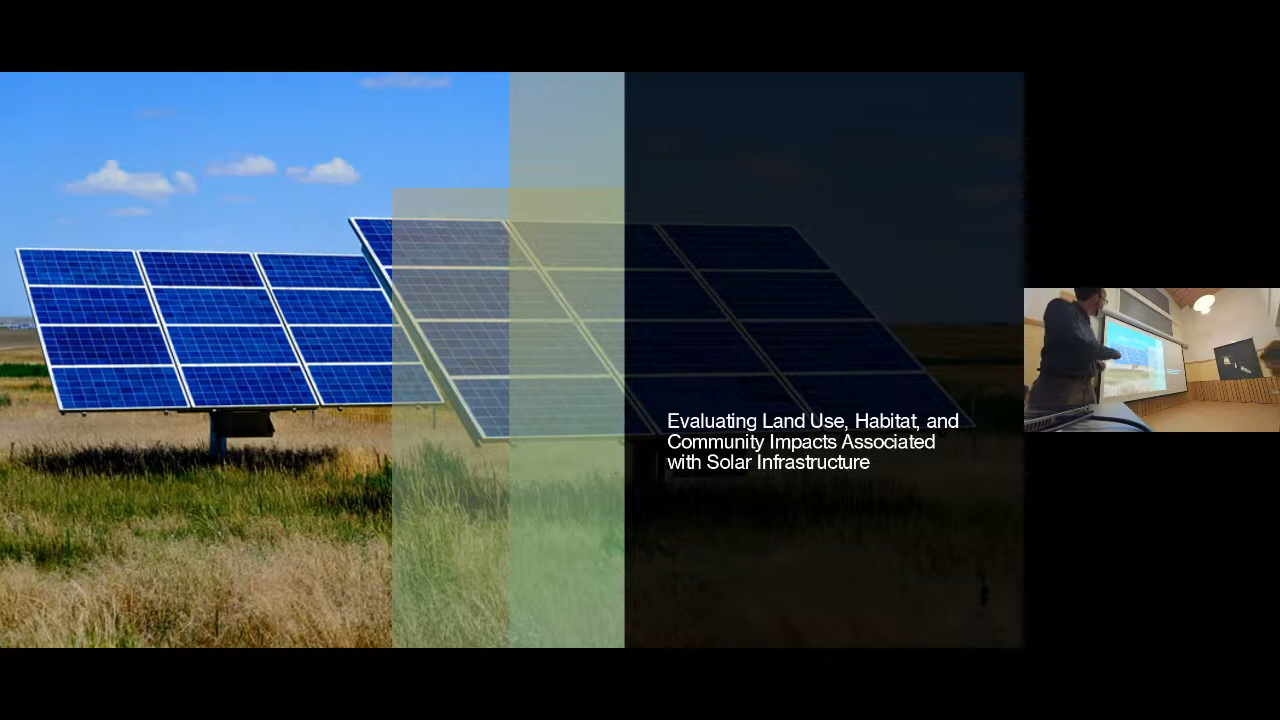 Evaluating Land Use, Habitat, and
Community Impacts Associated
with Solar Infrastructure